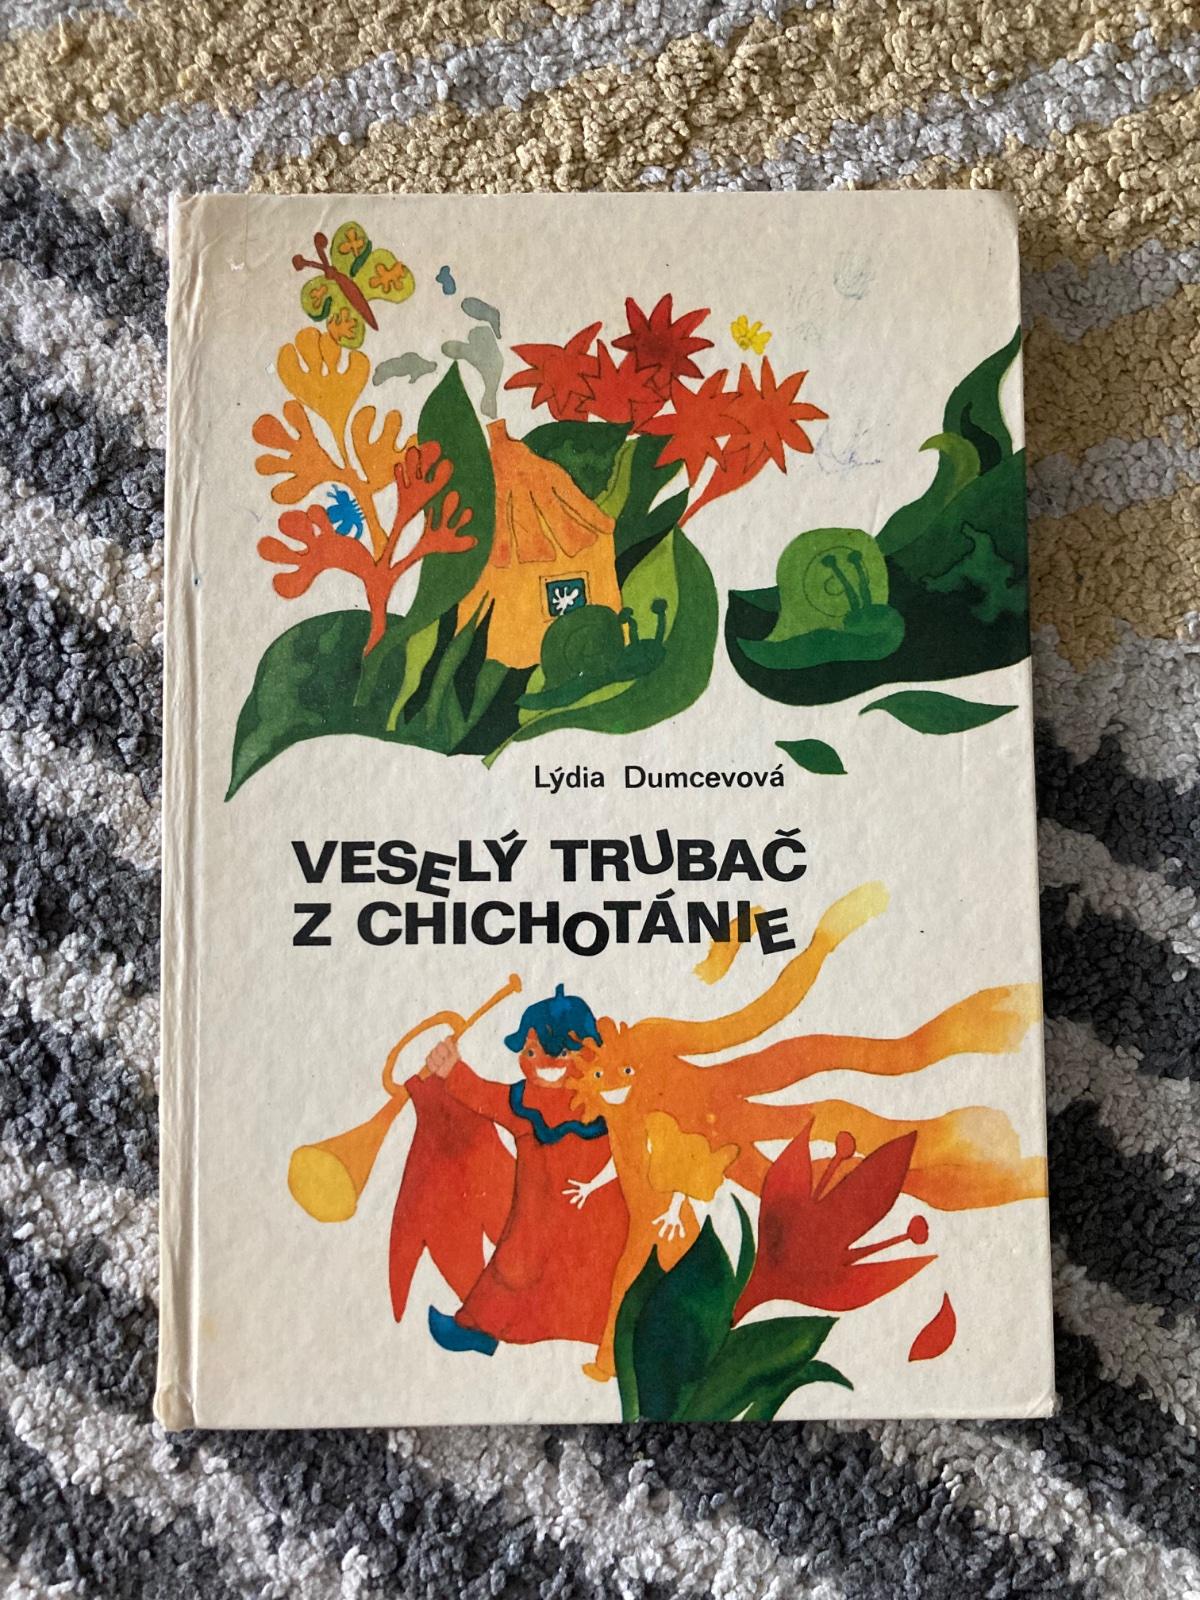 Lýdia Dumcevová
VESELÝ TRUBAČ
Z CHICHOTÁNIE